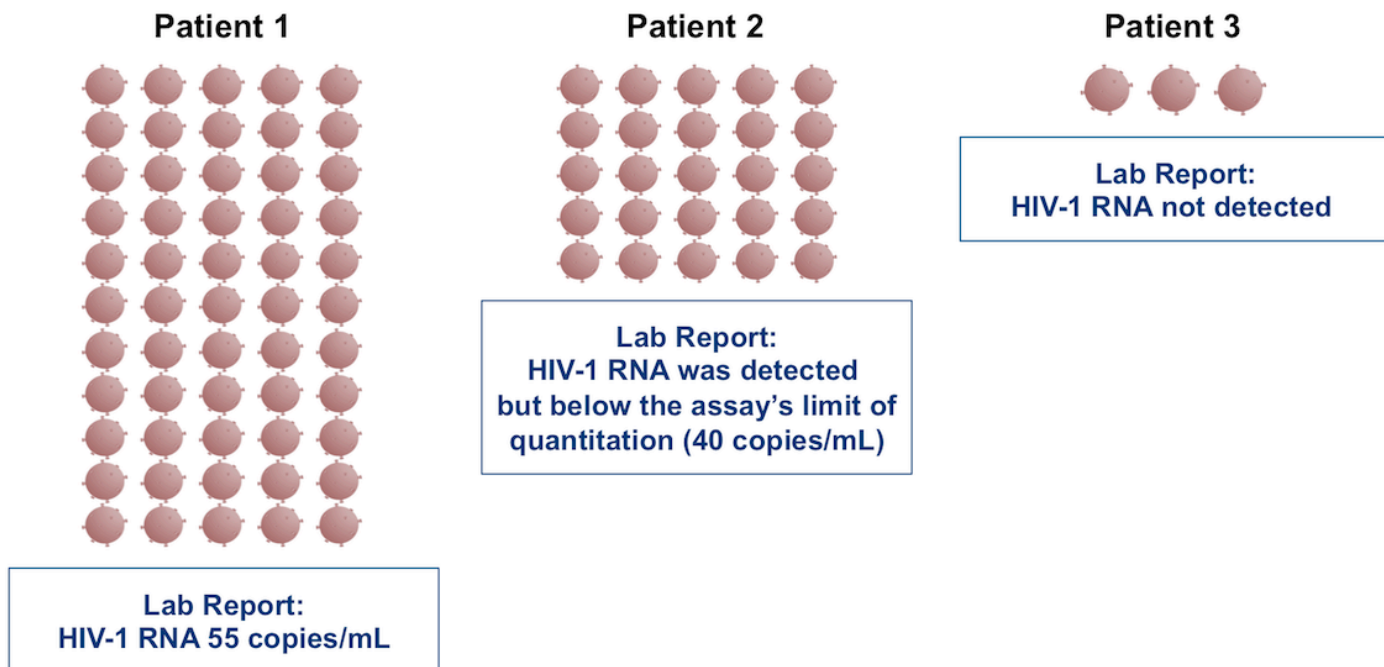 Patient 1
Lab Report:
HIV-1 RNA 55 copies/mL
Patient 2
Lab Report:
HIV-1 RNA was detected
but below the assay’s limit of
quantitation (40 copies/mL)
Patient 3
Lab Report:
HIV-1 RNA not detected